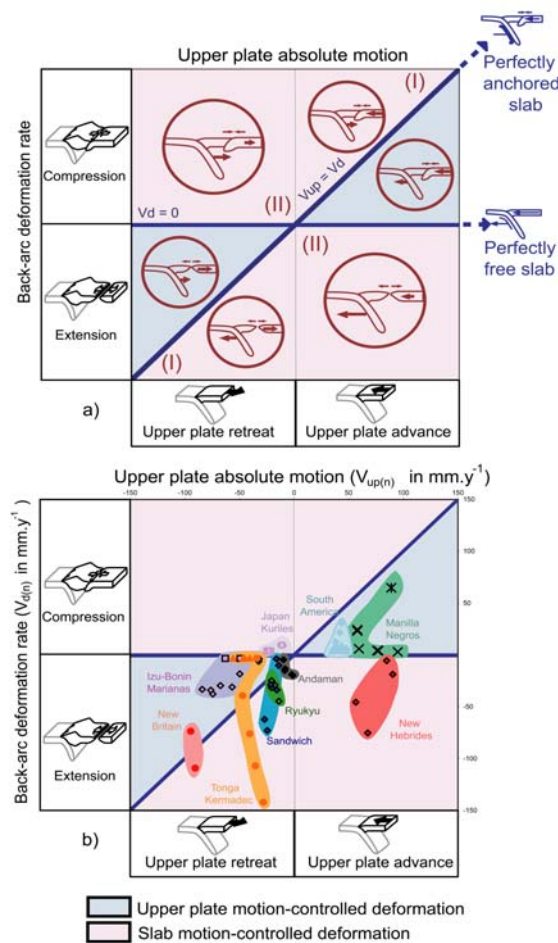 Upper plate absolute motion
Perfectly
anchored
slab
Back-arc deformation rate
Compression
Extension
(I)
(II)
Vup = Vd
Vd = 0
(II)
(I)
Perfectly
free slab
a)
Upper plate retreat
Upper plate advance
Upper plate absolute motion (Vup(n) in mm.y-1)
-150
-100
-50
0
50
100
150
Back-arc deformation rate (Vd(n) in mm.y-1)
Compression
Extension
150
100
50
-50
-100
-150
South
America
Japan
Kuriles
Manilla
Negros
Izu-Bonin
Marianas
Andaman
Ryukyu
New
Britain
Sandwich
New
Hebrides
Tonga
Kermadec
b)
Upper plate retreat
Upper plate advance
Upper plate motion-controlled deformation
Slab motion-controlled deformation